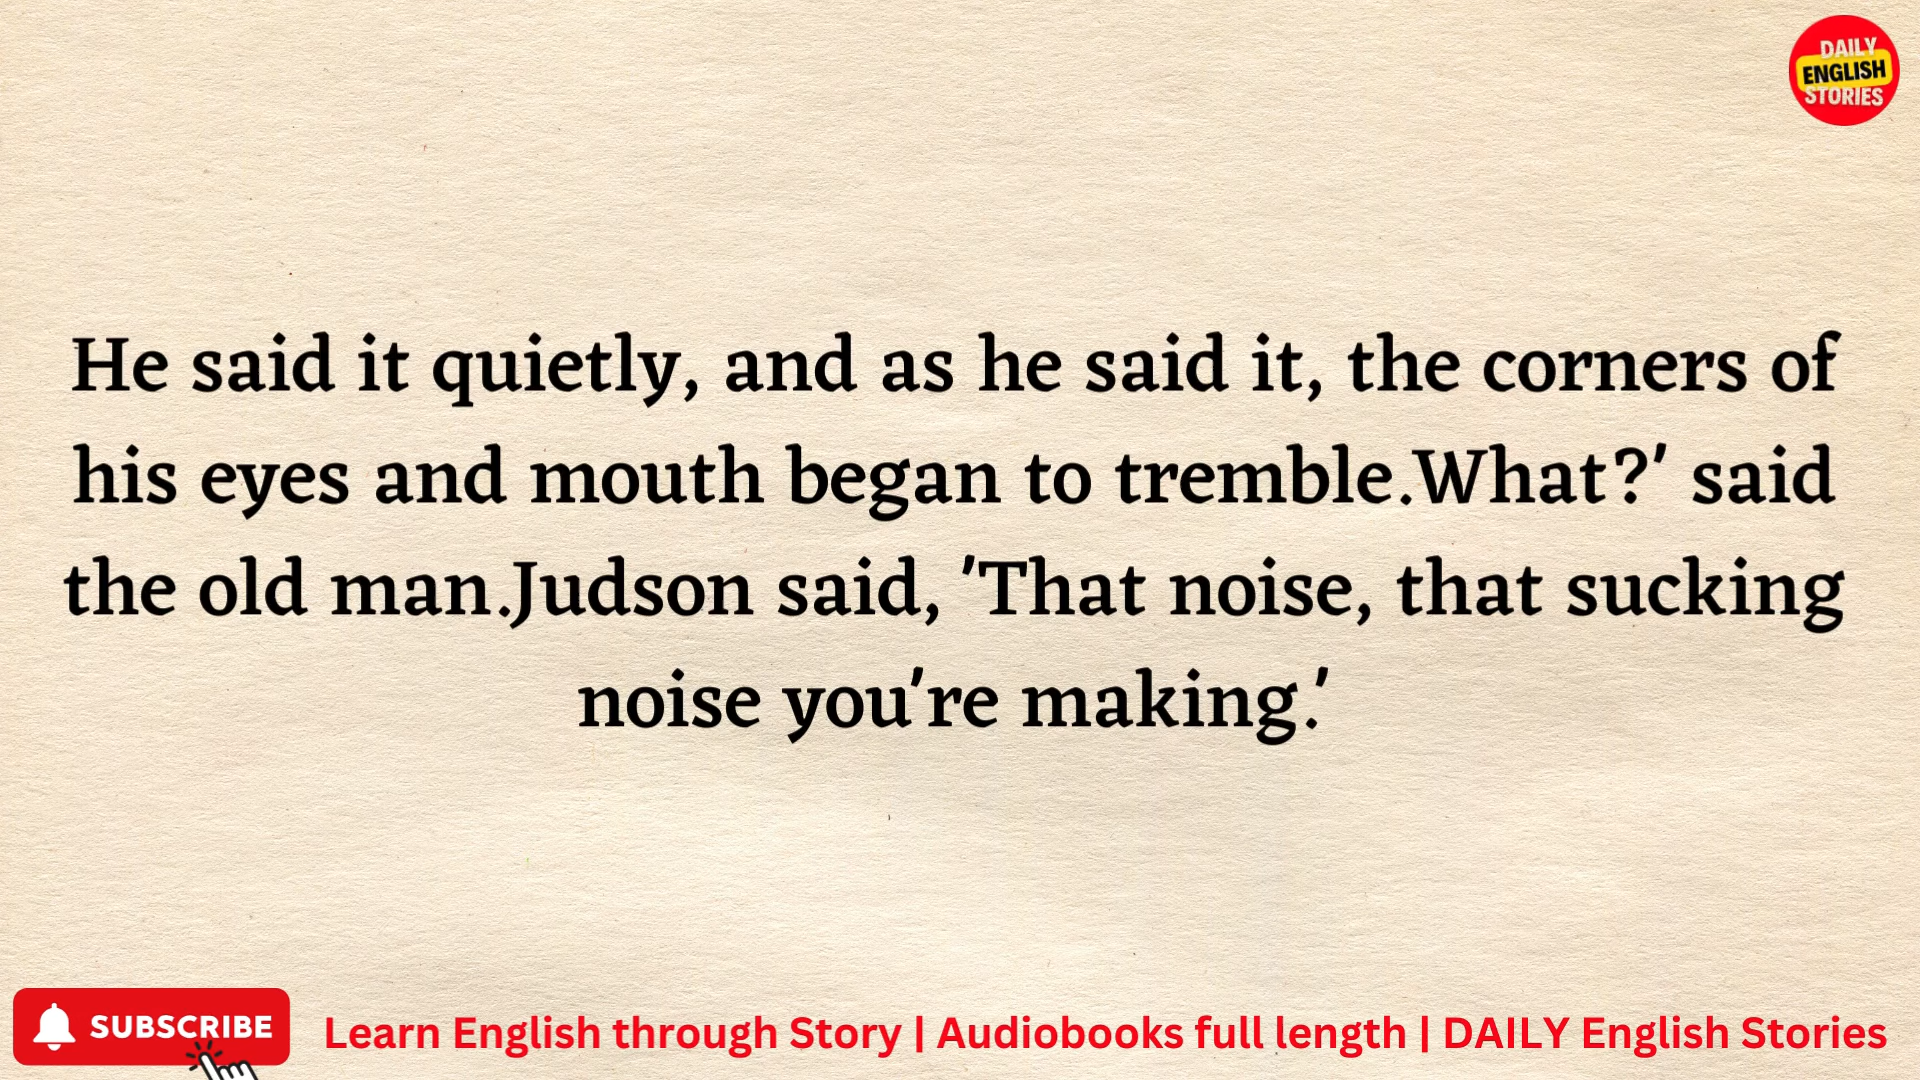 DAILY
ENGLISH
STORIES
He said it quietly, and as he said it, the corners of
his eyes and mouth began to tremble.What?' said
the old man.Judson said, 'That noise, that sucking
noise you're making.'
SUBSCRIBE
Learn English through Story | Audiobooks full length | DAILY English Stories